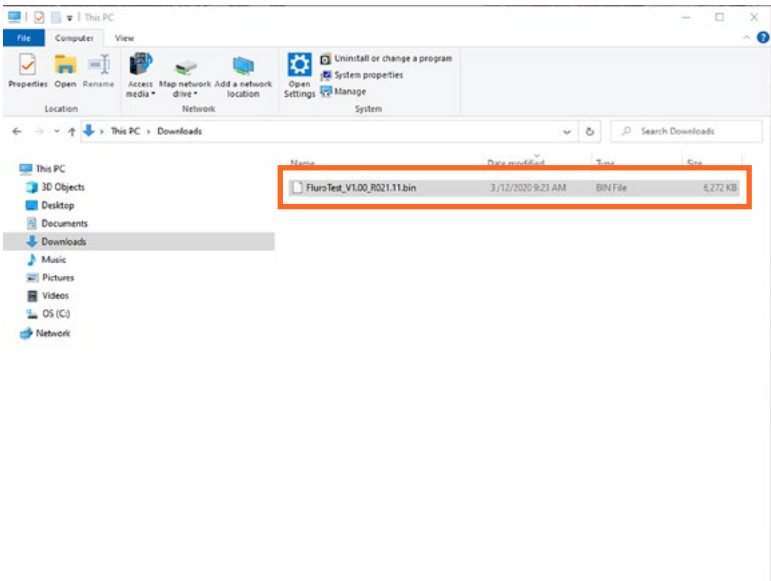 This PC
File Computer View
Properties Open Rename
Access media
Map network drive
Add a network location
Open Settings
Uninstall or change a program
System properties
Manage
Location Network System
This PC › Downloads
Search Downloads
Name Date modified Type Size
FluroTest_V1.00_R021.11.bin 3/12/2020 9:23 AM BIN File 6,272 KB
This PC
3D Objects
Desktop
Documents
Downloads
Music
Pictures
Videos
OS (C:)
Network